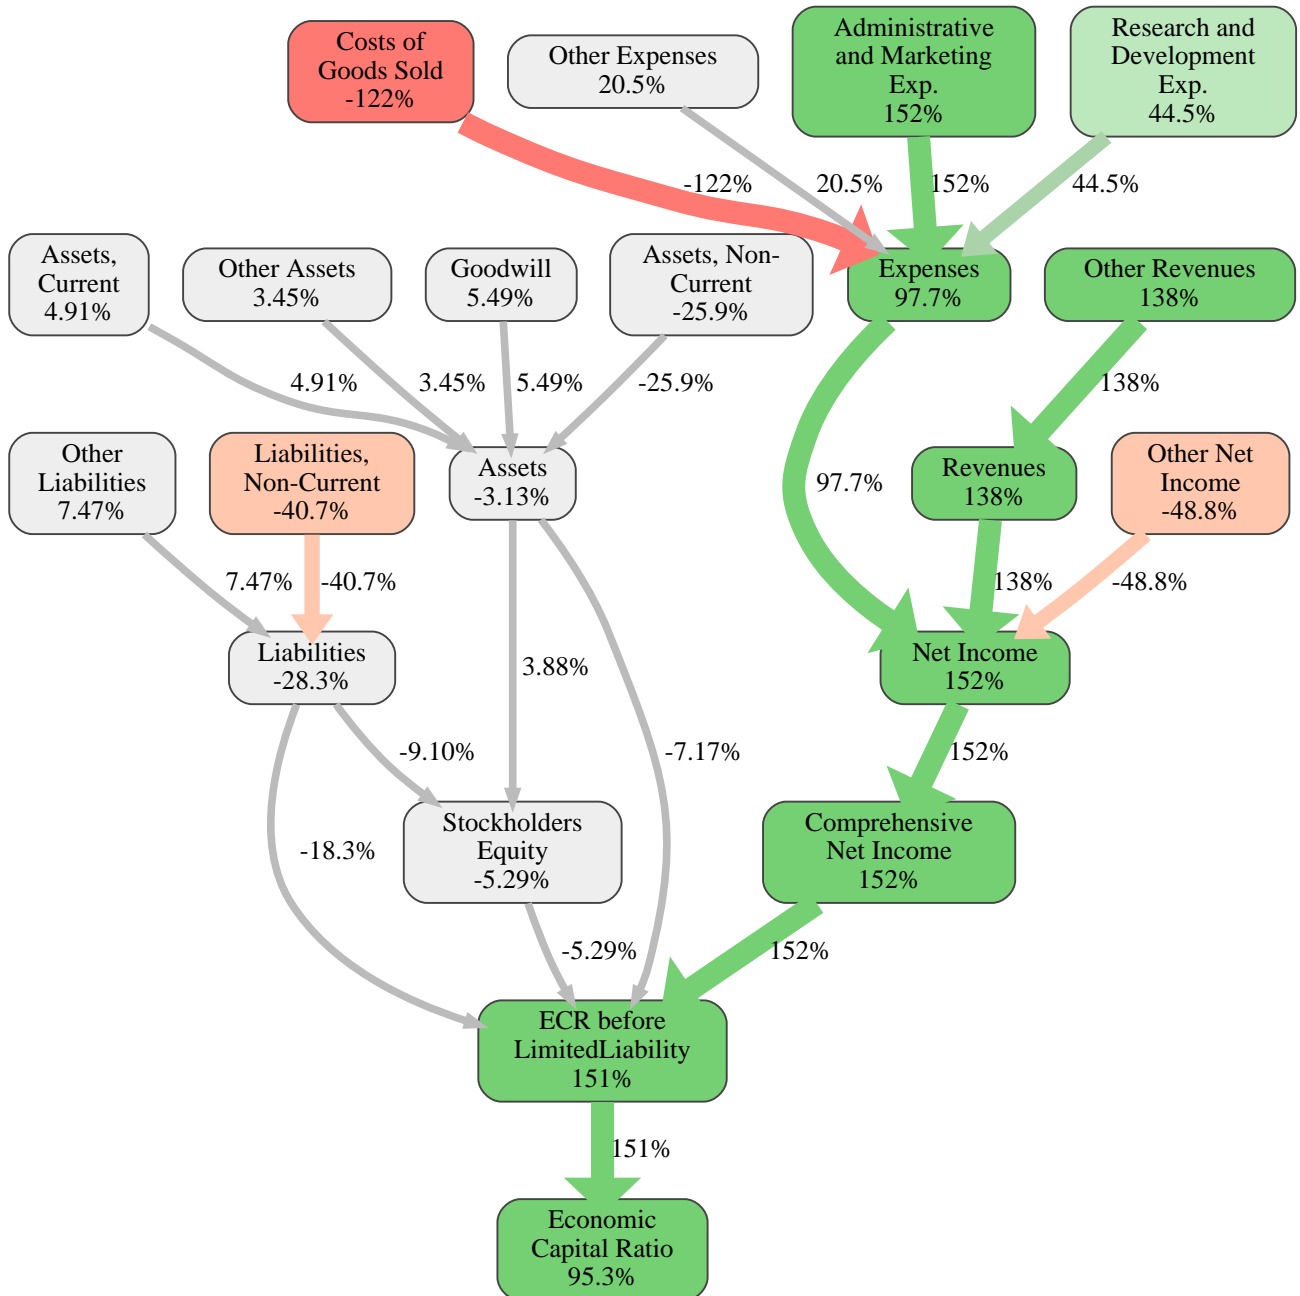 Costs of
Goods Sold
-122%
Other Expenses
20.5%
Administrative
and Marketing
Exp.
152%
Research and
Development
Exp.
44.5%
-122%
20.5%
152%
44.5%
Assets,
Current
4.91%
Other Assets
3.45%
Goodwill
5.49%
Assets, Non-
Current
-25.9%
Expenses
97.7%
Other Revenues
138%
4.91%
3.45%
5.49%
-25.9%
138%
Other
Liabilities
7.47%
Liabilities,
Non-Current
-40.7%
Assets
-3.13%
97.7%
Revenues
138%
Other Net
Income
-48.8%
7.47%
-40.7%
138%
-48.8%
Liabilities
-28.3%
3.88%
Net Income
152%
-9.10%
-7.17%
152%
-18.3%
Stockholders
Equity
-5.29%
Comprehensive
Net Income
152%
-5.29%
152%
ECR before
LimitedLiability
151%
151%
Economic
Capital Ratio
95.3%